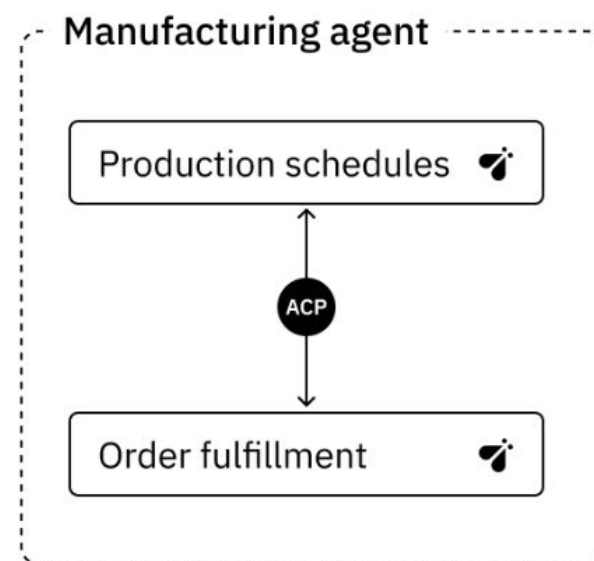 Manufacturing agent
Production schedules
ACP
Order fulfillment